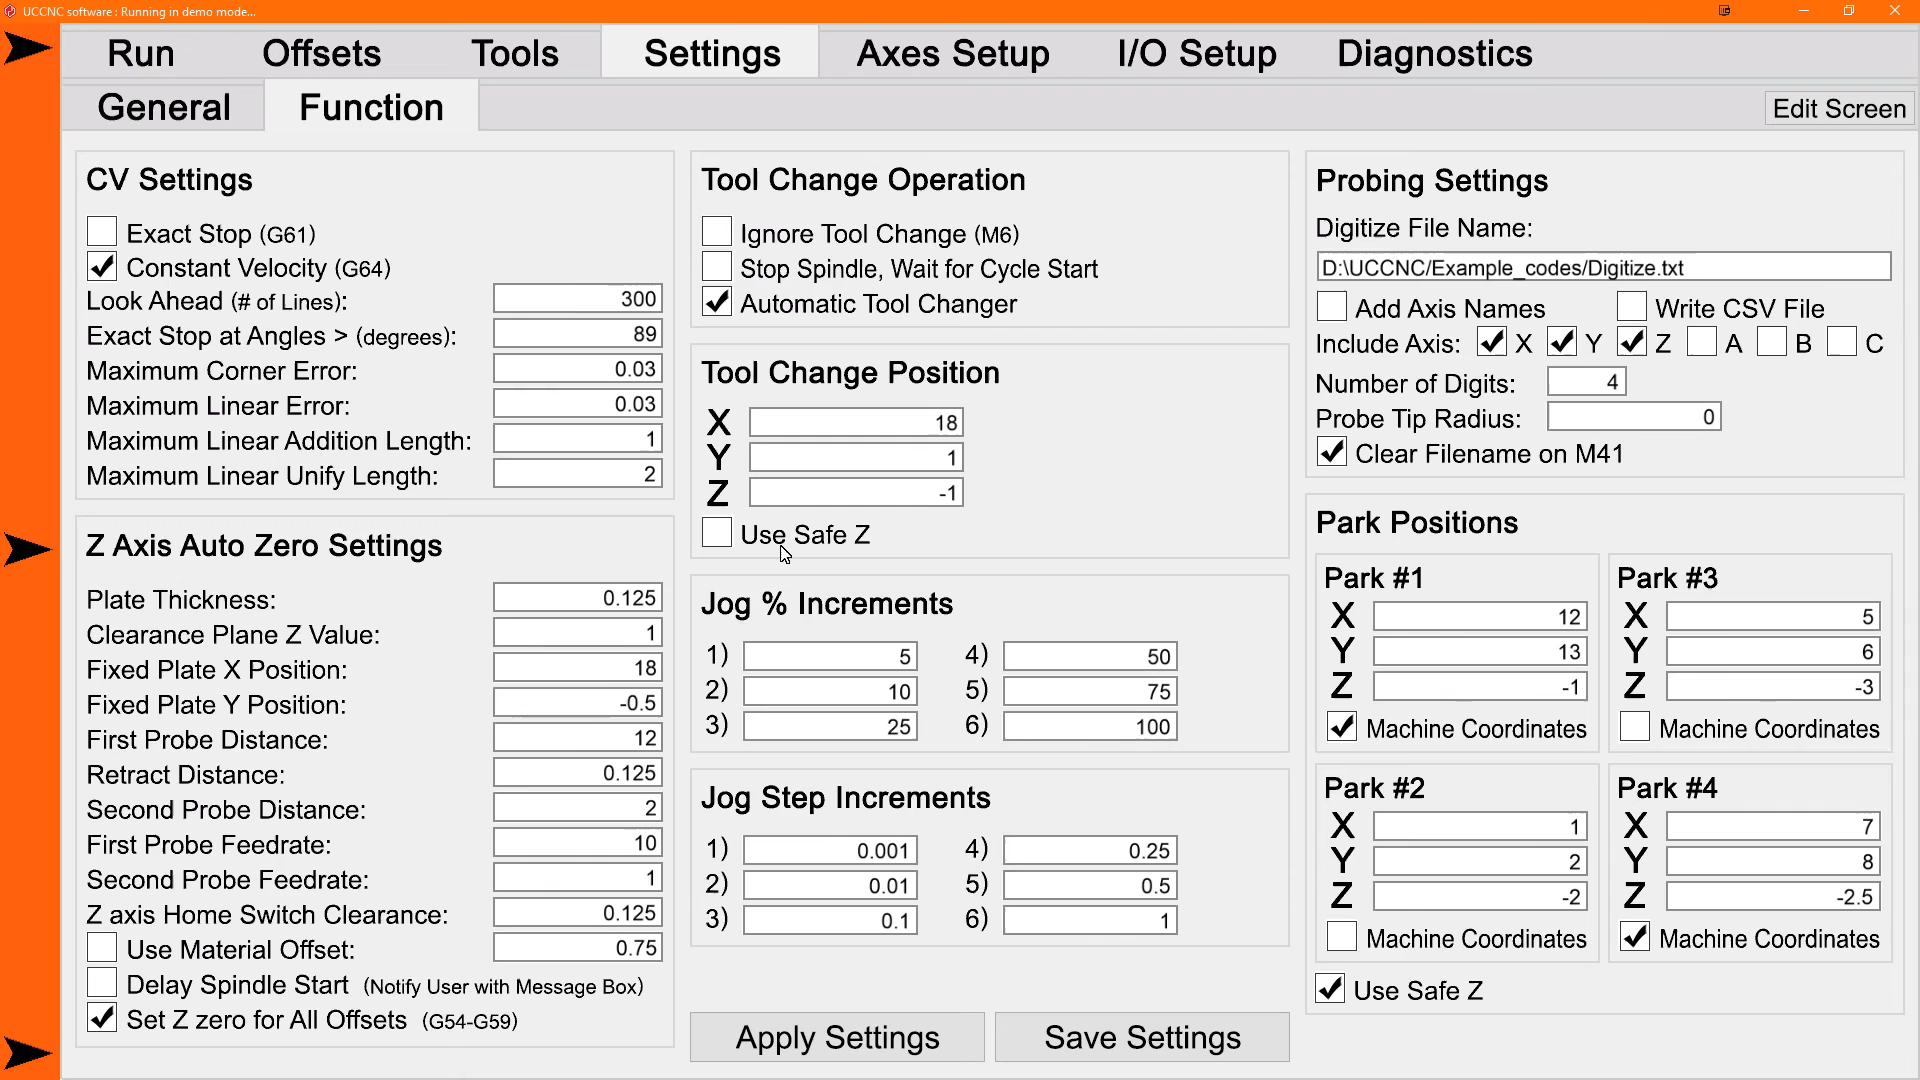 UCCNC software : Running in demo mode...
Run Offsets Tools Settings Axes Setup I/O Setup Diagnostics
General Function Edit Screen
CV Settings
Exact Stop (G61)
Constant Velocity (G64)
Look Ahead (# of Lines): 300
Exact Stop at Angles > (degrees): 89
Maximum Corner Error: 0.03
Maximum Linear Error: 0.03
Maximum Linear Addition Length: 1
Maximum Linear Unify Length: 2
Z Axis Auto Zero Settings
Plate Thickness: 0.125
Clearance Plane Z Value: 1
Fixed Plate X Position: 18
Fixed Plate Y Position: -0.5
First Probe Distance: 12
Retract Distance: 0.125
Second Probe Distance: 2
First Probe Feedrate: 10
Second Probe Feedrate: 1
Z axis Home Switch Clearance: 0.125
Use Material Offset: 0.75
Delay Spindle Start (Notify User with Message Box)
Set Z zero for All Offsets (G54-G59)
Tool Change Operation
Ignore Tool Change (M6)
Stop Spindle, Wait for Cycle Start
Automatic Tool Changer
Tool Change Position
X 18
Y 1
Z -1
Use Safe Z
Jog % Increments
1) 5 4) 50
2) 10 5) 75
3) 25 6) 100
Jog Step Increments
1) 0.001 4) 0.25
2) 0.01 5) 0.5
3) 0.1 6) 1
Apply Settings Save Settings
Probing Settings
Digitize File Name:
D:\UCCNC/Example_codes/Digitize.txt
Add Axis Names Write CSV File
Include Axis: X Y Z A B C
Number of Digits: 4
Probe Tip Radius: 0
Clear Filename on M41
Park Positions
Park #1
X 12
Y 13
Z -1
Machine Coordinates
Park #3
X 5
Y 6
Z -3
Machine Coordinates
Park #2
X 1
Y 2
Z -2
Machine Coordinates
Park #4
X 7
Y 8
Z -2.5
Machine Coordinates
Use Safe Z